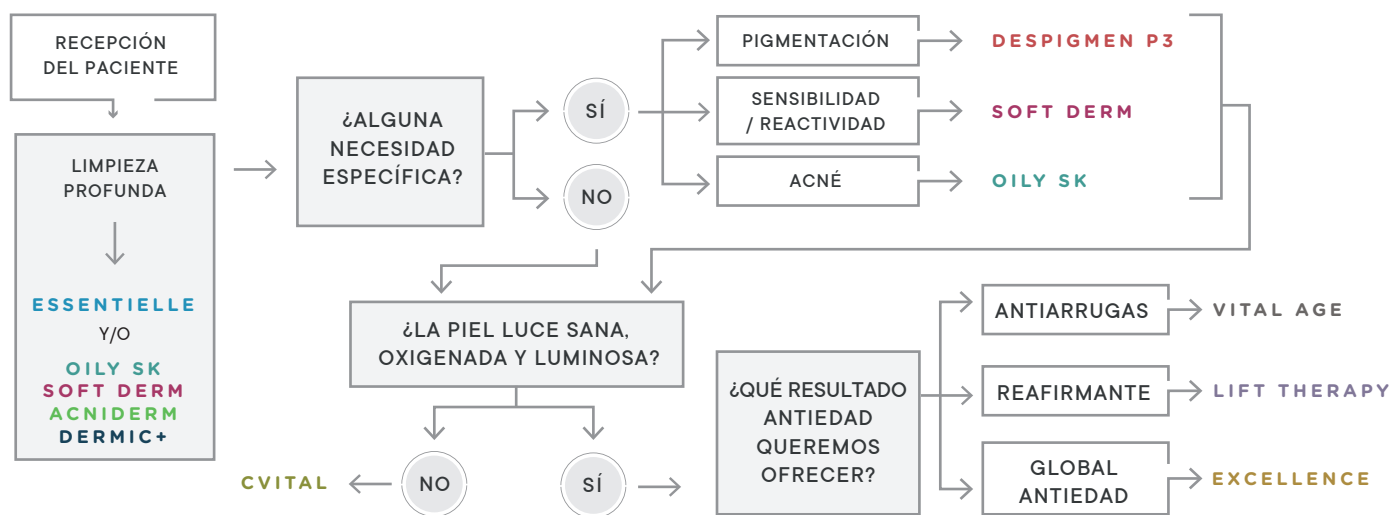 RECEPCIÓN
DEL PACIENTE
LIMPIEZA
PROFUNDA
ESSENTIELLE
Y/O
OILY SK
SOFT DERM
ACNIDERM
DERMIC+
¿ALGUNA
NECESIDAD
ESPECÍFICA?
SÍ
NO
PIGMENTACIÓN
DESPIGMEN P3
SENSIBILIDAD
/ REACTIVIDAD
SOFT DERM
ACNÉ
OILY SK
¿LA PIEL LUCE SANA,
OXIGENADA Y LUMINOSA?
NO
CVITAL
SÍ
¿QUÉ RESULTADO
ANTIEDAD
QUEREMOS
OFRECER?
ANTIARRUGAS
VITAL AGE
REAFIRMANTE
LIFT THERAPY
GLOBAL
ANTIEDAD
EXCELLENCE